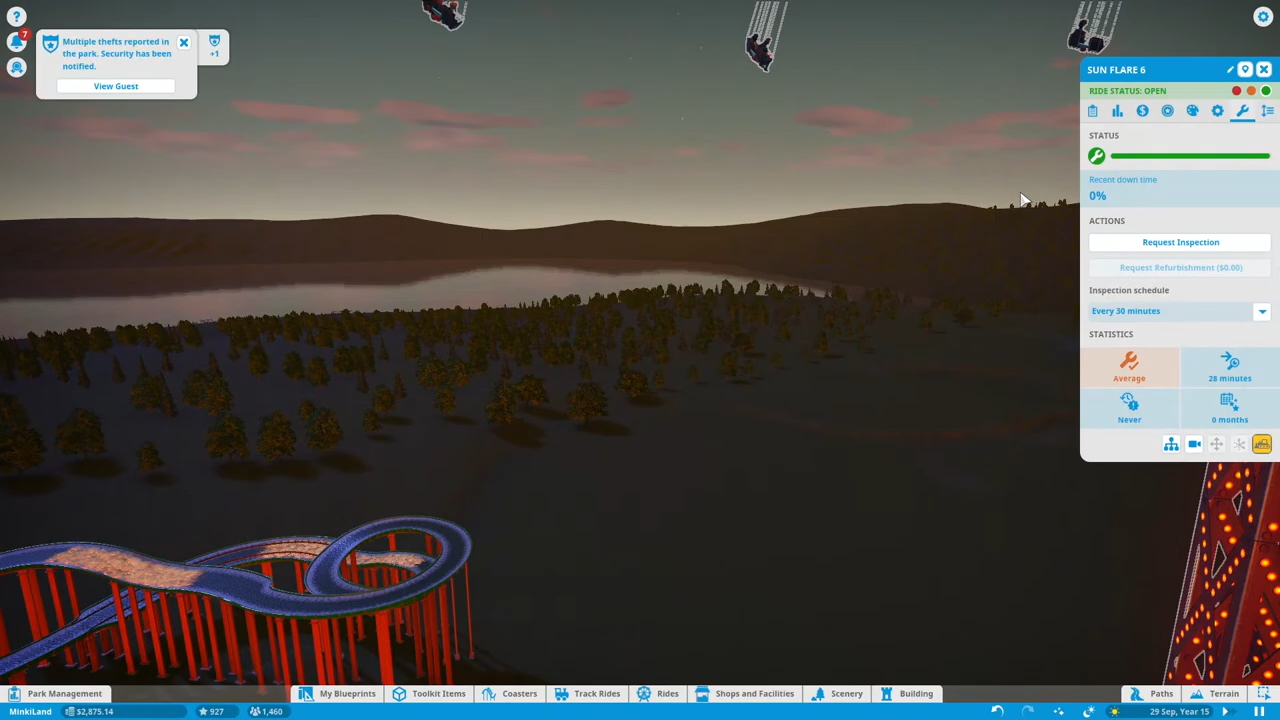 7
Multiple thefts reported in
the park. Security has been
notified.
View Guest
+1
SUN FLARE 6
RIDE STATUS: OPEN
STATUS
Recent down time
0%
ACTIONS
Request Inspection
Request Refurbishment ($0.00)
Inspection schedule
Every 30 minutes
STATISTICS
Average
28 minutes
Never
0 months
Park Management
My Blueprints
Toolkit Items
Coasters
Track Rides
Rides
Shops and Facilities
Scenery
Building
Paths
Terrain
MinkiLand
$2,875.14
927
1,460
29 Sep, Year 15